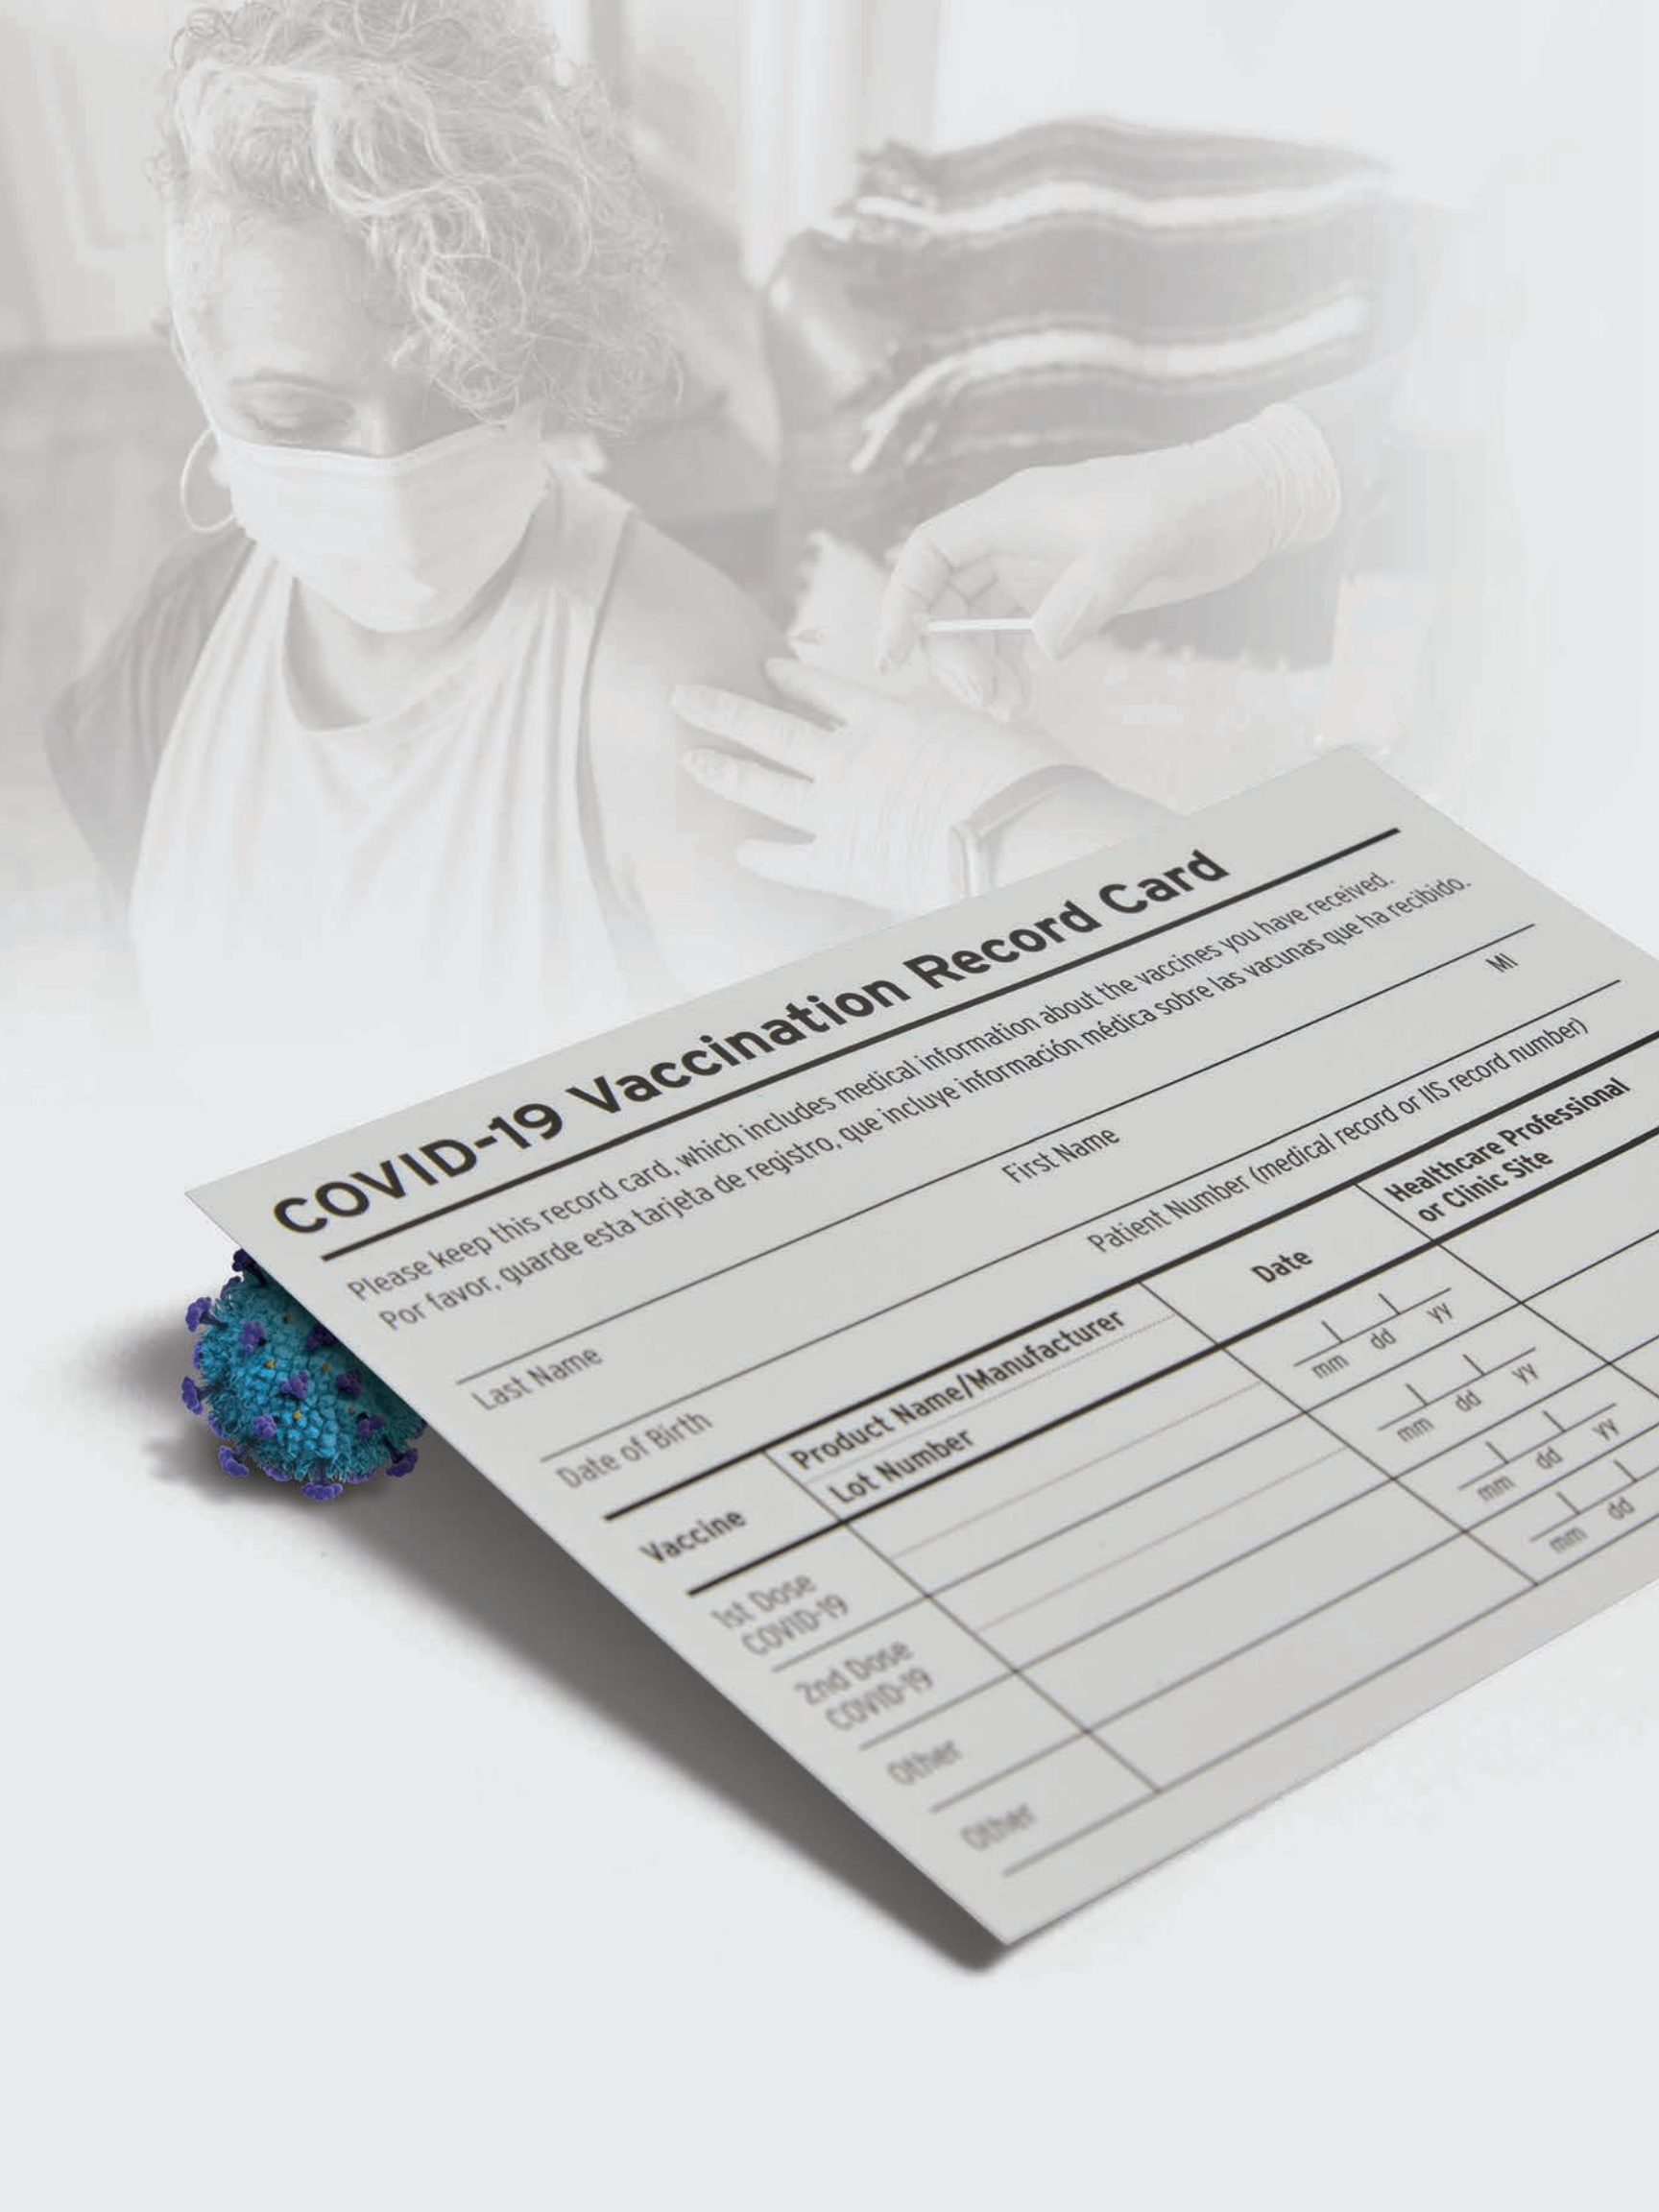 COVID-19 Vaccination Record Card
Please keep this record card, which includes medical information about the vaccines you have received.
Por favor, guarde esta tarjeta de registro, que incluye información médica sobre las vacunas que ha recibido.
Last Name
First Name
MI
Date of Birth
Patient Number (medical record or IIS record number)
Vaccine
Product Name/Manufacturer
Lot Number
Date
Healthcare Professional
or Clinic Site
1st Dose
COVID-19
mm dd yy
2nd Dose
COVID-19
mm dd yy
Other
mm dd yy
Other
mm dd